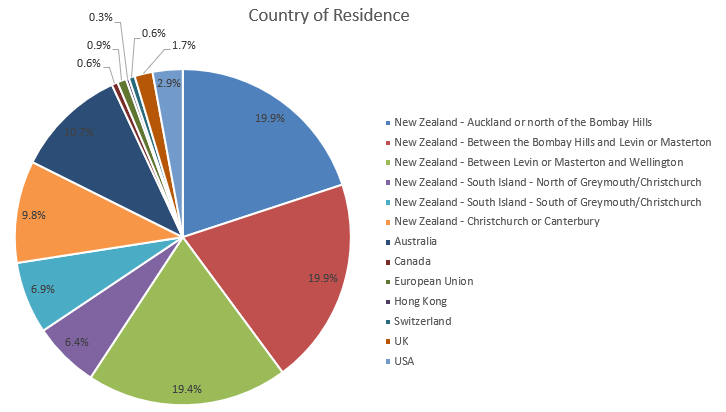 Country of Residence
0.3%
0.6%
0.9%
1.7%
0.6%
2.9%
19.9%
10.7%
9.8%
19.9%
6.9%
6.4%
19.4%
New Zealand - Auckland or north of the Bombay Hills
New Zealand - Between the Bombay Hills and Levin or Masterton
New Zealand - Between Levin or Masterton and Wellington
New Zealand - South Island - North of Greymouth/Christchurch
New Zealand - South Island - South of Greymouth/Christchurch
New Zealand - Christchurch or Canterbury
Australia
Canada
European Union
Hong Kong
Switzerland
UK
USA